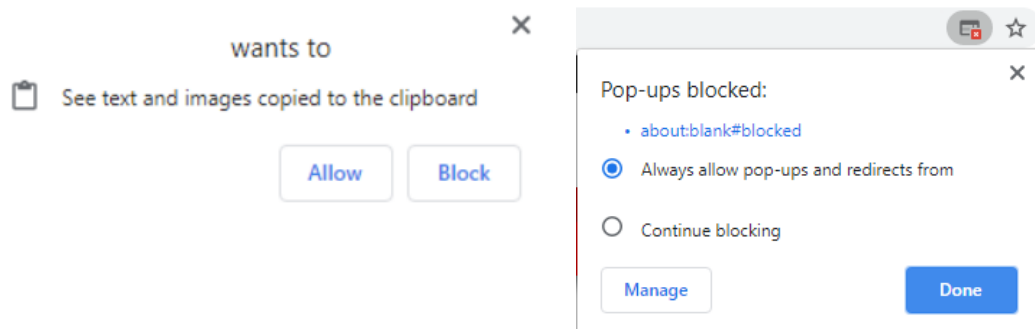 wants to
See text and images copied to the clipboard
Allow
Block
Pop-ups blocked:
• about:blank#blocked
Always allow pop-ups and redirects from
Continue blocking
Manage
Done